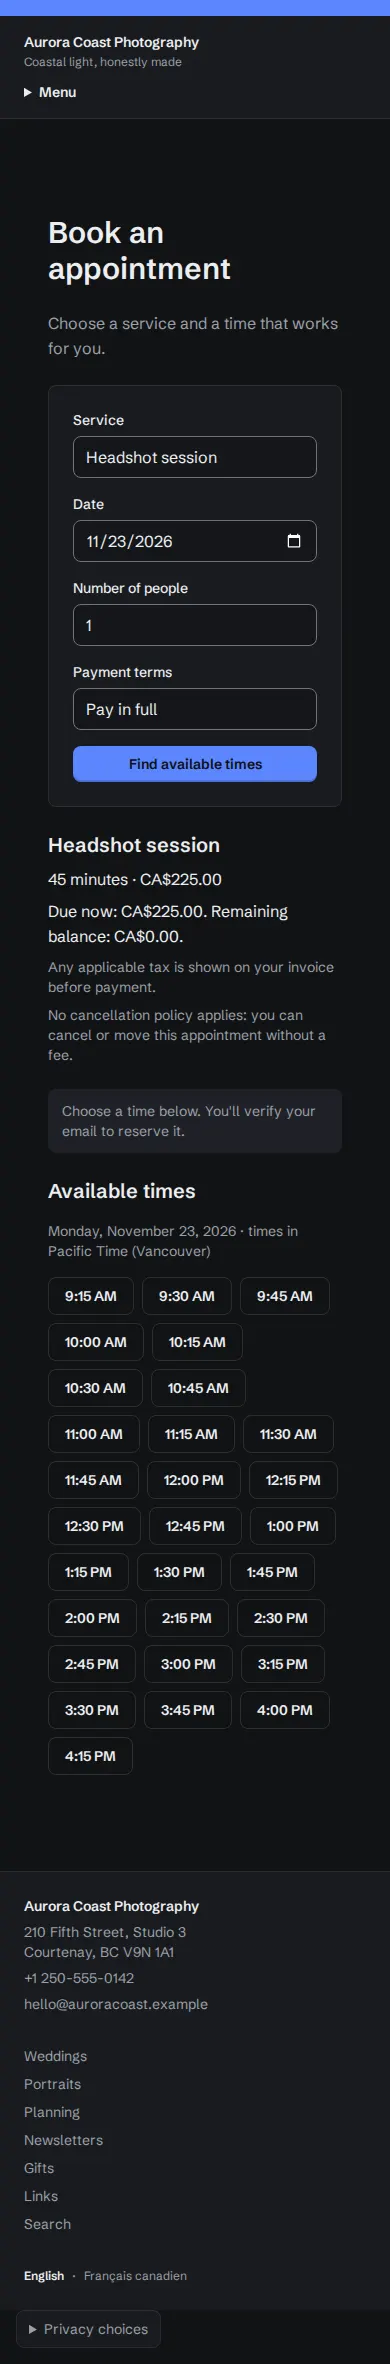 Aurora Coast Photography
Coastal light, honestly made
Menu
Book an
appointment
Choose a service and a time that works
for you.
Service
Headshot session
Date
11/23/2026
Number of people
1
Payment terms
Pay in full
Find available times
Headshot session
45 minutes · CA$225.00
Due now: CA$225.00. Remaining
balance: CA$0.00.
Any applicable tax is shown on your invoice
before payment.
No cancellation policy applies: you can
cancel or move this appointment without a
fee.
Choose a time below. You'll verify your
email to reserve it.
Available times
Monday, November 23, 2026 · times in
Pacific Time (Vancouver)
9:15 AM 9:30 AM 9:45 AM
10:00 AM 10:15 AM
10:30 AM 10:45 AM
11:00 AM 11:15 AM 11:30 AM
11:45 AM 12:00 PM 12:15 PM
12:30 PM 12:45 PM 1:00 PM
1:15 PM 1:30 PM 1:45 PM
2:00 PM 2:15 PM 2:30 PM
2:45 PM 3:00 PM 3:15 PM
3:30 PM 3:45 PM 4:00 PM
4:15 PM
Aurora Coast Photography
210 Fifth Street, Studio 3
Courtenay, BC V9N 1A1
+1 250-555-0142
hello@auroracoast.example
Weddings
Portraits
Planning
Newsletters
Gifts
Links
Search
English · Français canadien
Privacy choices